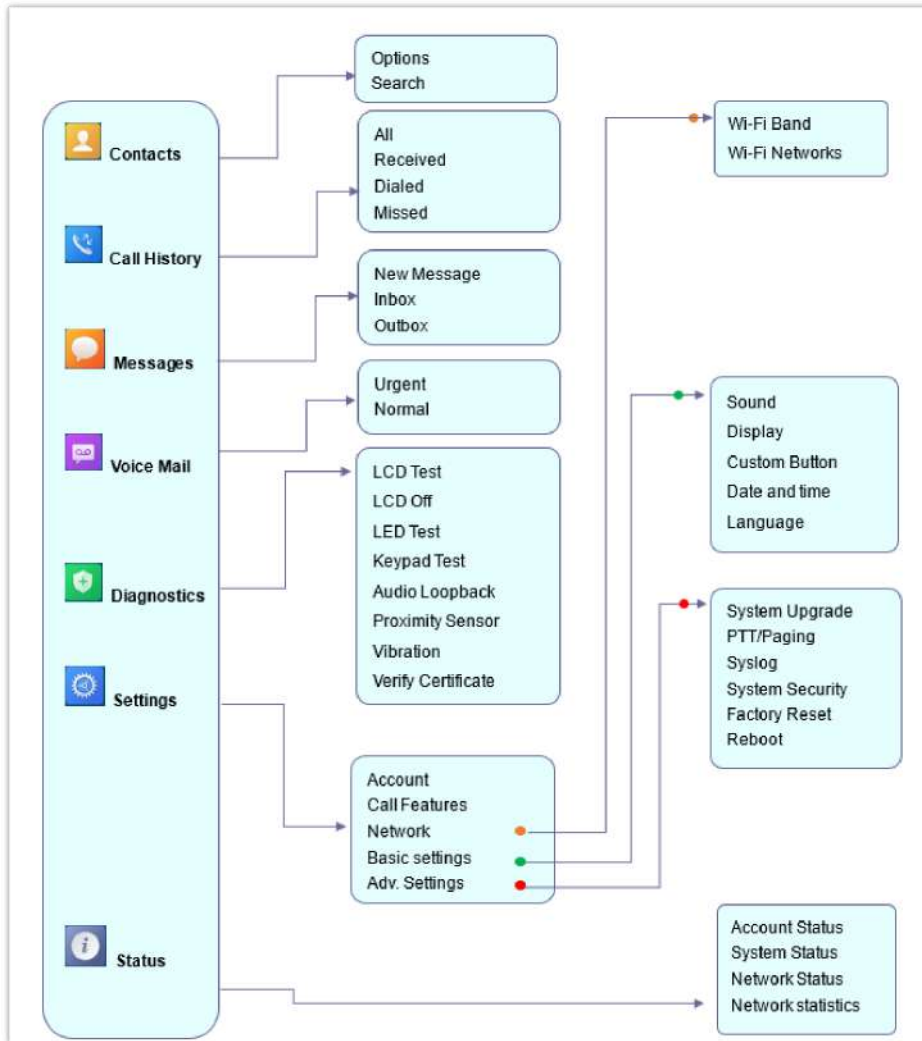 Contacts
Call History
Messages
Voice Mail
Diagnostics
Settings
Status
Options
Search
All
Received
Dialed
Missed
New Message
Inbox
Outbox
Urgent
Normal
LCD Test
LCD Off
LED Test
Keypad Test
Audio Loopback
Proximity Sensor
Vibration
Verify Certificate
Account
Call Features
Network
Basic settings
Adv. Settings
Wi-Fi Band
Wi-Fi Networks
Sound
Display
Custom Button
Date and time
Language
System Upgrade
PTT/Paging
Syslog
System Security
Factory Reset
Reboot
Account Status
System Status
Network Status
Network statistics